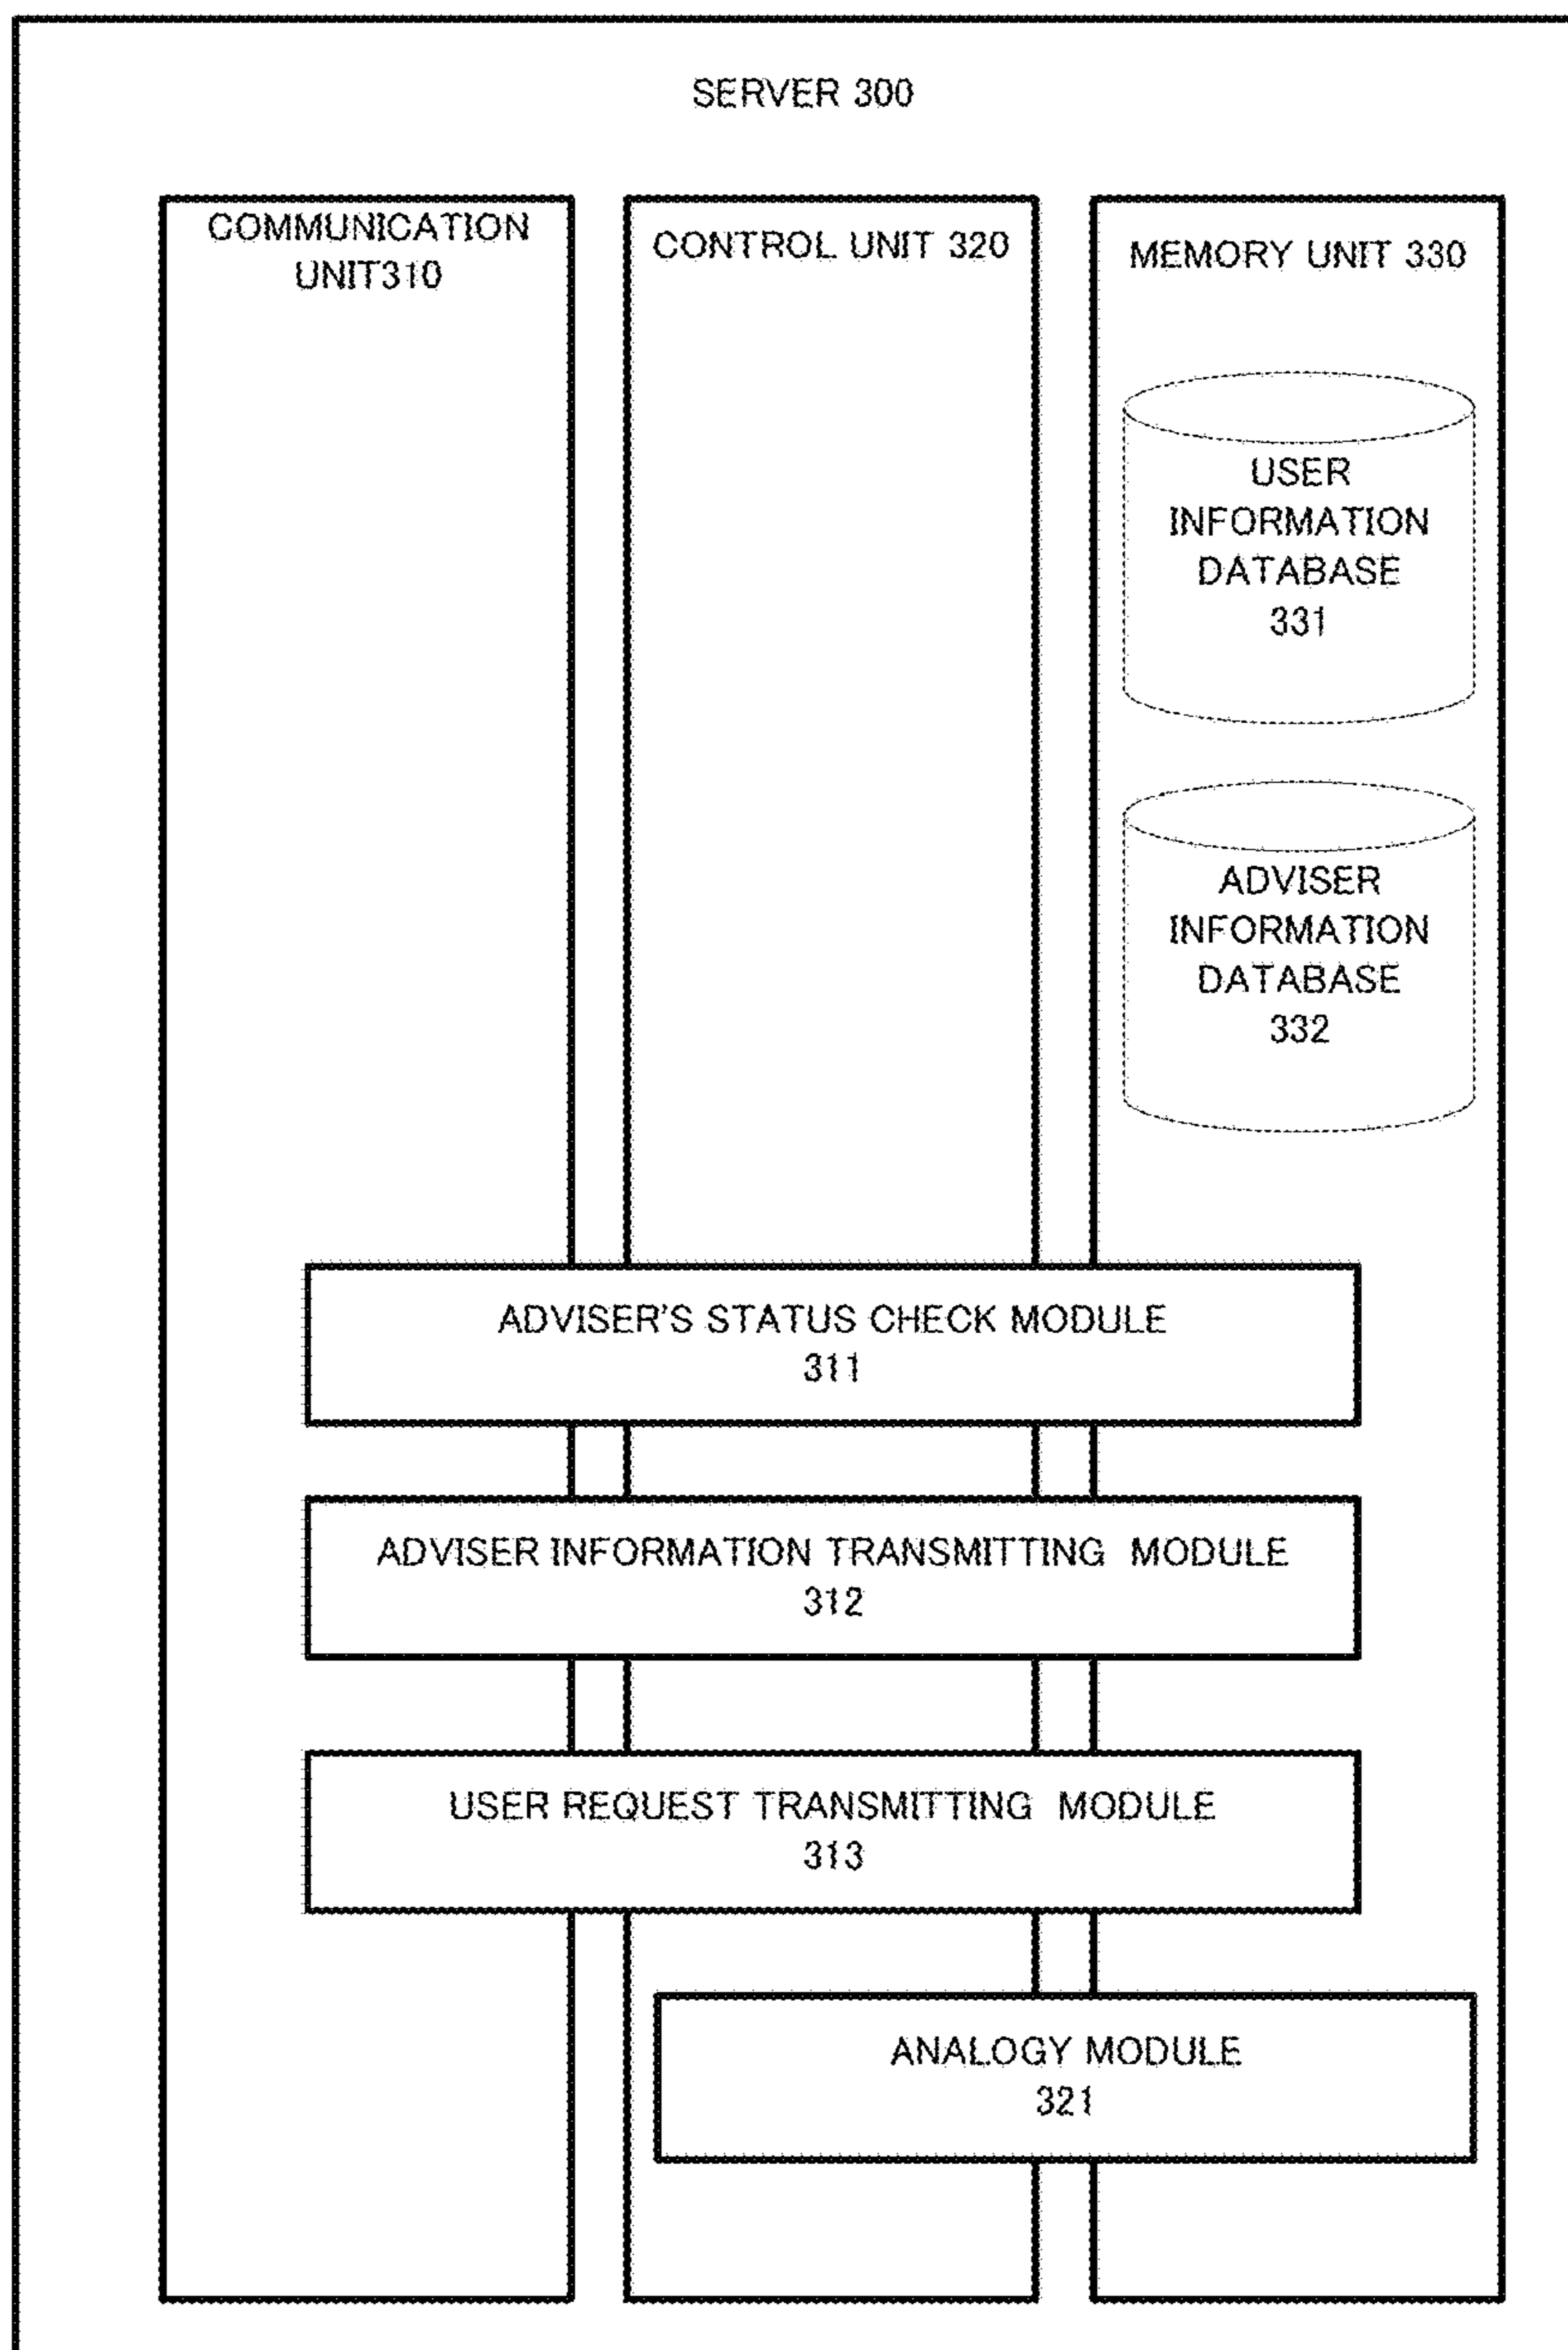 SERVER 300
COMMUNICATION
UNIT310
CONTROL UNIT 320
MEMORY UNIT 330
USER
INFORMATION
DATABASE
331
ADVISER
INFORMATION
DATABASE
332
ADVISER'S STATUS CHECK MODULE
311
ADVISER INFORMATION TRANSMITTING MODULE
312
USER REQUEST TRANSMITTING MODULE
313
ANALOGY MODULE
321